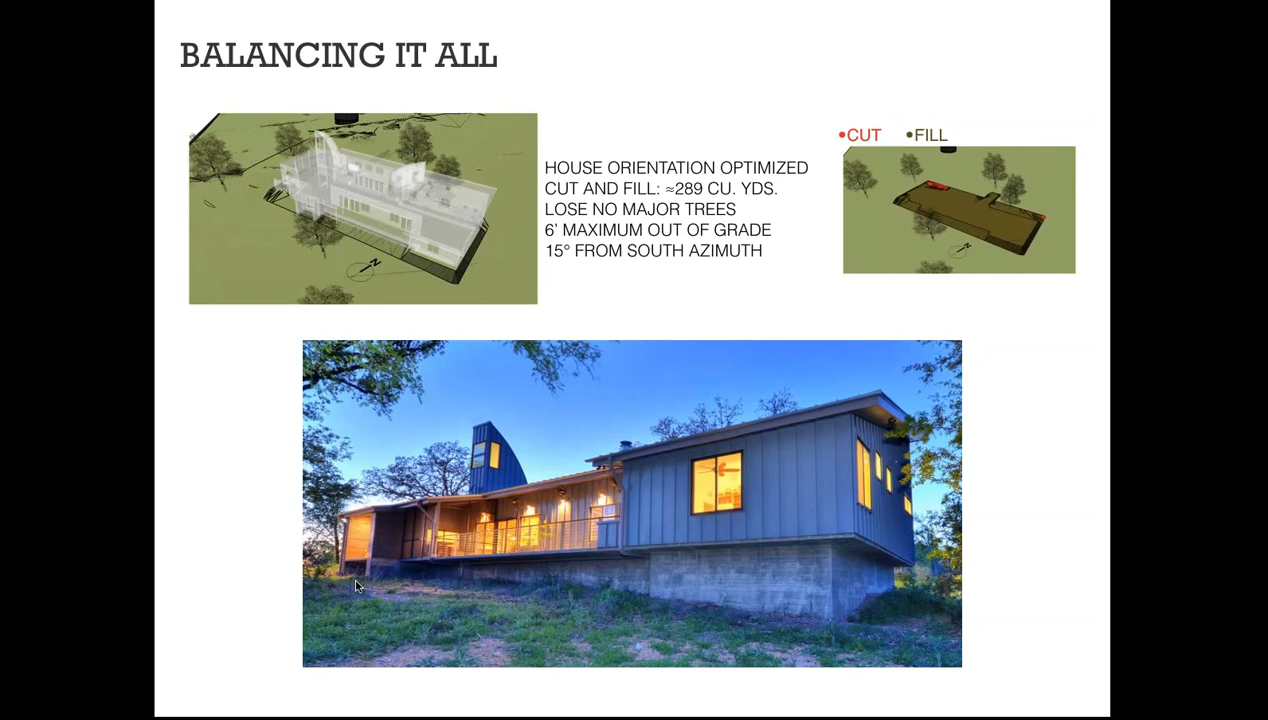 BALANCING IT ALL
HOUSE ORIENTATION OPTIMIZED
CUT AND FILL: ≈289 CU. YDS.
LOSE NO MAJOR TREES
6’ MAXIMUM OUT OF GRADE
15° FROM SOUTH AZIMUTH
•CUT •FILL
N
N